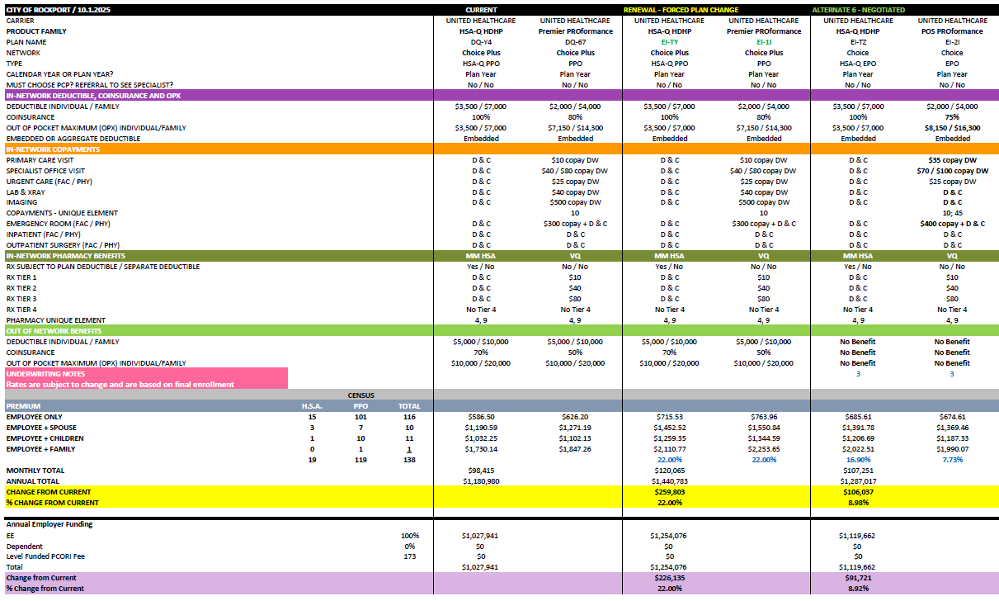 CITY OF ROCKPORT / 10.1.2025 CURRENT RENEWAL - FORCED PLAN CHANGE ALTERNATE 6 - NEGOTIATED
CARRIER UNITED HEALTHCARE UNITED HEALTHCARE UNITED HEALTHCARE UNITED HEALTHCARE UNITED HEALTHCARE UNITED HEALTHCARE
PRODUCT FAMILY HSA-Q HDHP Premier PROformance HSA-Q HDHP Premier PROformance HSA-Q HDHP POS PROformance
PLAN NAME DQ-Y4 DQ-67 EI-TY EI-1I EI-TZ EI-2I
NETWORK Choice Plus Choice Plus Choice Plus Choice Plus Choice Choice
TYPE HSA-Q PPO PPO HSA-Q PPO PPO HSA-Q EPO EPO
CALENDAR YEAR OR PLAN YEAR? Plan Year Plan Year Plan Year Plan Year Plan Year Plan Year
MUST CHOOSE PCP? REFERRAL TO SEE SPECIALIST? No / No No / No No / No No / No No / No No / No
IN-NETWORK DEDUCTIBLE, COINSURANCE AND OPX
DEDUCTIBLE INDIVIDUAL / FAMILY $3,500 / $7,000 $2,000 / $4,000 $3,500 / $7,000 $2,000 / $4,000 $3,500 / $7,000 $2,000 / $4,000
COINSURANCE 100% 80% 100% 80% 100% 75%
OUT OF POCKET MAXIMUM (OPX) INDIVIDUAL/FAMILY $3,500 / $7,000 $7,150 / $14,300 $3,500 / $7,000 $7,150 / $14,300 $3,500 / $7,000 $8,150 / $16,300
EMBEDDED OR AGGREGATE DEDUCTIBLE Embedded Embedded Embedded Embedded Embedded Embedded
IN-NETWORK COPAYMENTS
PRIMARY CARE VISIT D & C $10 copay DW D & C $10 copay DW D & C $35 copay DW
SPECIALIST OFFICE VISIT D & C $40 / $80 copay DW D & C $40 / $80 copay DW D & C $70 / $100 copay DW
URGENT CARE (FAC / PHY) D & C $25 copay DW D & C $25 copay DW D & C $25 copay DW
LAB & XRAY D & C $40 copay DW D & C $40 copay DW D & C D & C
IMAGING D & C $500 copay DW D & C $500 copay DW D & C D & C
COPAYMENTS - UNIQUE ELEMENT 10 10 10; 45
EMERGENCY ROOM (FAC / PHY) D & C $300 copay + D & C D & C $300 copay + D & C D & C $400 copay + D & C
INPATIENT (FAC / PHY) D & C D & C D & C D & C D & C D & C
OUTPATIENT SURGERY (FAC / PHY) D & C D & C D & C D & C D & C D & C
IN-NETWORK PHARMACY BENEFITS MM HSA VQ MM HSA VQ MM HSA VQ
RX SUBJECT TO PLAN DEDUCTIBLE / SEPARATE DEDUCTIBLE Yes / No No / No Yes / No No / No Yes / No No / No
RX TIER 1 D & C $10 D & C $10 D & C $10
RX TIER 2 D & C $40 D & C $40 D & C $40
RX TIER 3 D & C $80 D & C $80 D & C $80
RX TIER 4 No Tier 4 No Tier 4 No Tier 4 No Tier 4 No Tier 4 No Tier 4
PHARMACY UNIQUE ELEMENT 4, 9 4, 9 4, 9 4, 9 4, 9 4, 9
OUT OF NETWORK BENEFITS
DEDUCTIBLE INDIVIDUAL / FAMILY $5,000 / $10,000 $5,000 / $10,000 $5,000 / $10,000 $5,000 / $10,000 No Benefit No Benefit
COINSURANCE 70% 50% 70% 50% No Benefit No Benefit
OUT OF POCKET MAXIMUM (OPX) INDIVIDUAL/FAMILY $10,000 / $20,000 $10,000 / $20,000 $10,000 / $20,000 $10,000 / $20,000 No Benefit No Benefit
UNDERWRITING NOTES 3 3
Rates are subject to change and are based on final enrollment
CENSUS
PREMIUM H.S.A. PPO TOTAL
EMPLOYEE ONLY 15 101 116 $586.50 $626.20 $715.53 $763.96 $685.61 $674.61
EMPLOYEE + SPOUSE 3 7 10 $1,190.59 $1,271.19 $1,452.52 $1,550.84 $1,391.78 $1,369.46
EMPLOYEE + CHILDREN 1 10 11 $1,032.25 $1,102.13 $1,259.35 $1,344.59 $1,206.69 $1,187.33
EMPLOYEE + FAMILY 0 1 1 $1,730.14 $1,847.26 $2,110.77 $2,253.65 $2,022.51 $1,990.07
19 119 138 22.00% 22.00% 16.90% 7.73%
MONTHLY TOTAL $98,415 $120,065 $107,251
ANNUAL TOTAL $1,180,980 $1,440,783 $1,287,017
CHANGE FROM CURRENT $259,803 $106,037
% CHANGE FROM CURRENT 22.00% 8.98%
Annual Employer Funding
EE 100% $1,027,941 $1,254,076 $1,119,662
Dependent 0% $0 $0 $0
Level Funded PCORI Fee 173 $0 $0 $0
Total $1,027,941 $1,254,076 $1,119,662
Change from Current $226,135 $91,721
% Change from Current 22.00% 8.92%